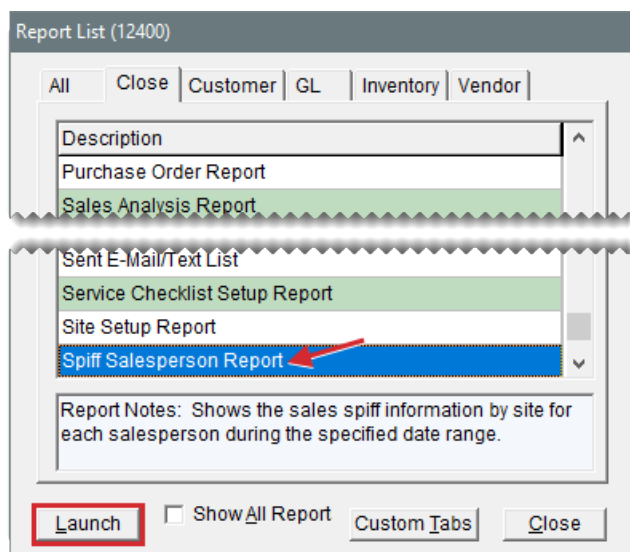 Report List (12400)
All Close Customer GL Inventory Vendor
Description
Purchase Order Report
Sales Analysis Report
Sent E-Mail/Text List
Service Checklist Setup Report
Site Setup Report
Spiff Salesperson Report
Report Notes: Shows the sales spiff information by site for
each salesperson during the specified date range.
Launch Show All Report Custom Tabs Close